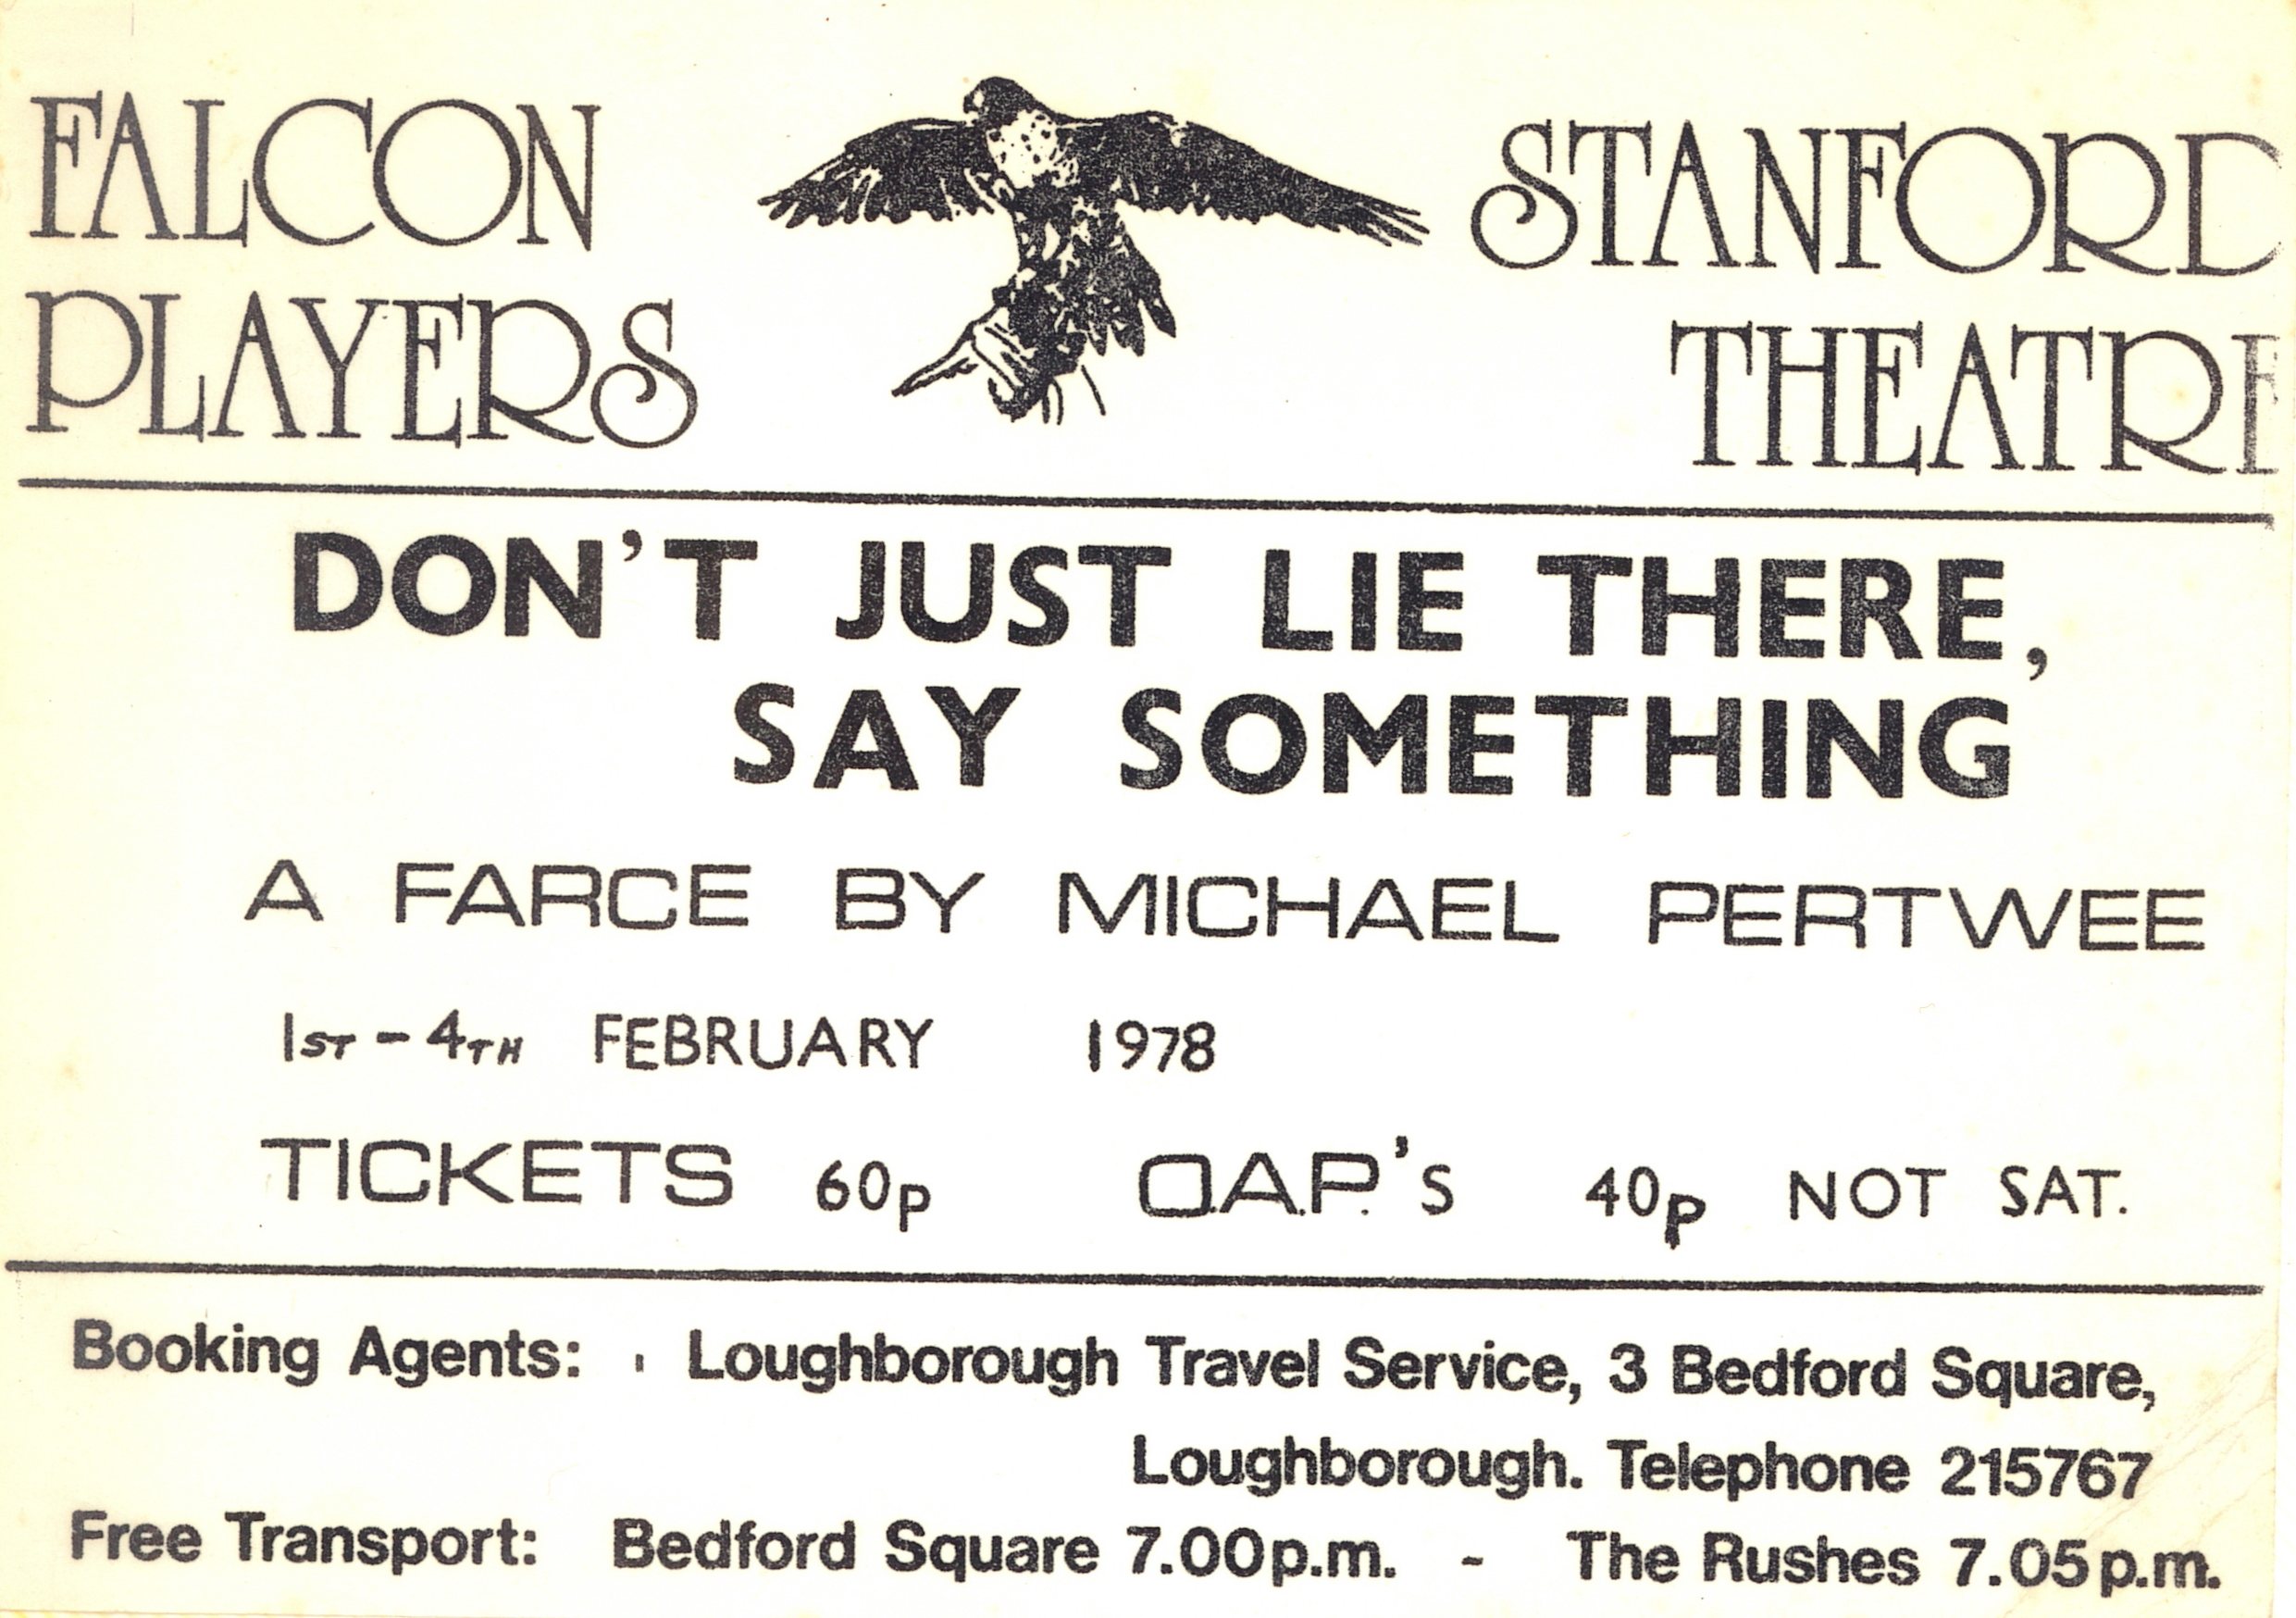 FALCON
PLAYERS
STANFORD
THEATRE
DON'T JUST LIE THERE,
SAY SOMETHING
A FARCE BY MICHAEL PERTWEE
1ST - 4TH FEBRUARY 1978
TICKETS 60p O.A.P.'s 40p NOT SAT.
Booking Agents: Loughborough Travel Service, 3 Bedford Square,
Loughborough. Telephone 215767
Free Transport: Bedford Square 7.00p.m. - The Rushes 7.05p.m.